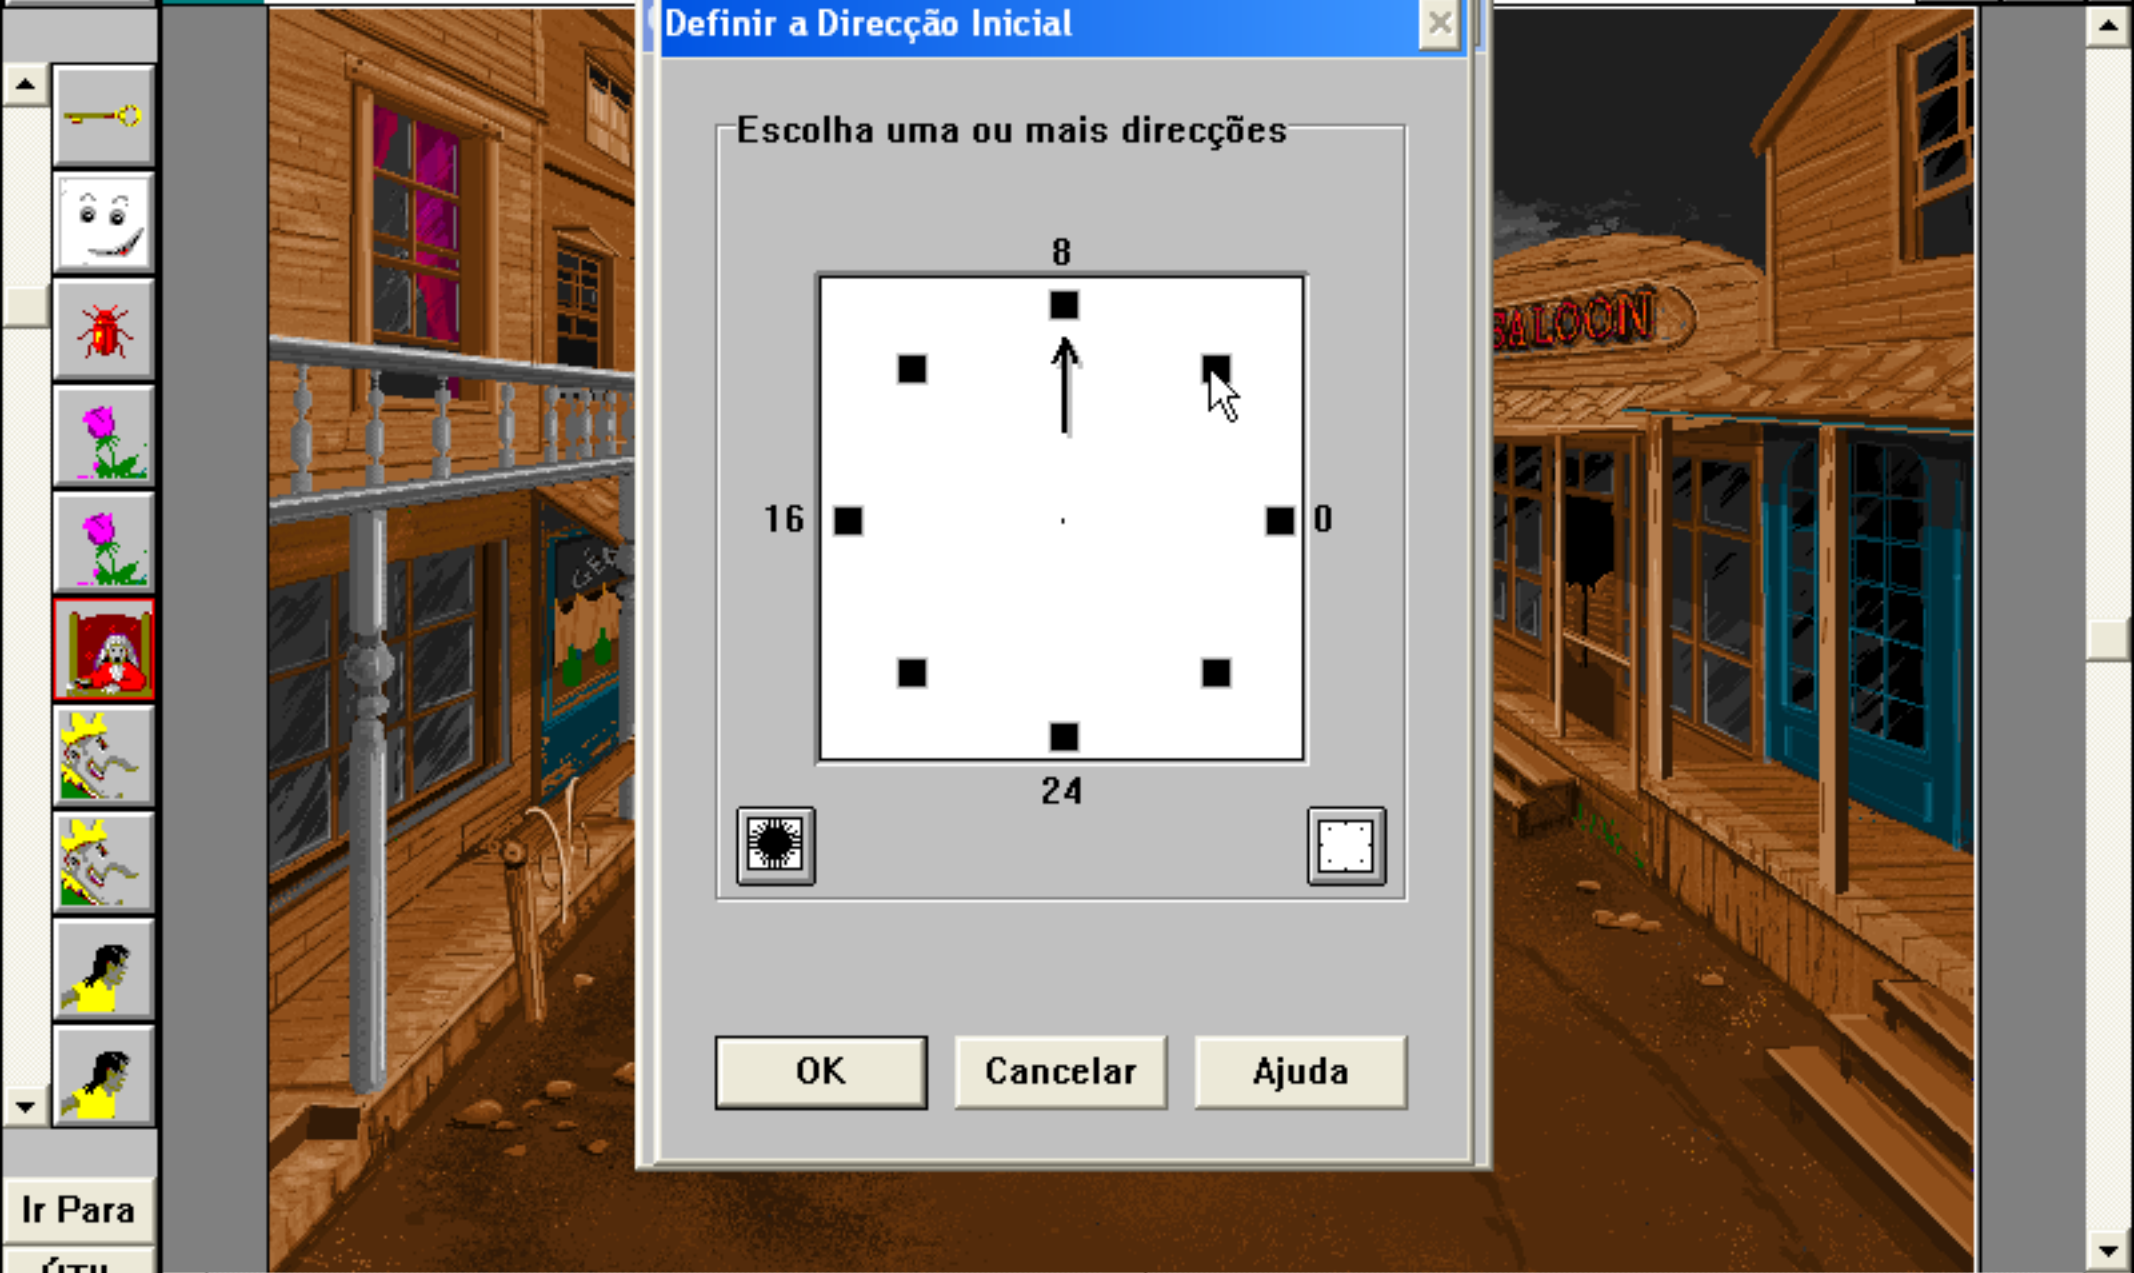 Definir a Direcção Inicial
Escolha uma ou mais direcções
8
SALOON
16
0
24
OK
Cancelar
Ajuda
Ir Para